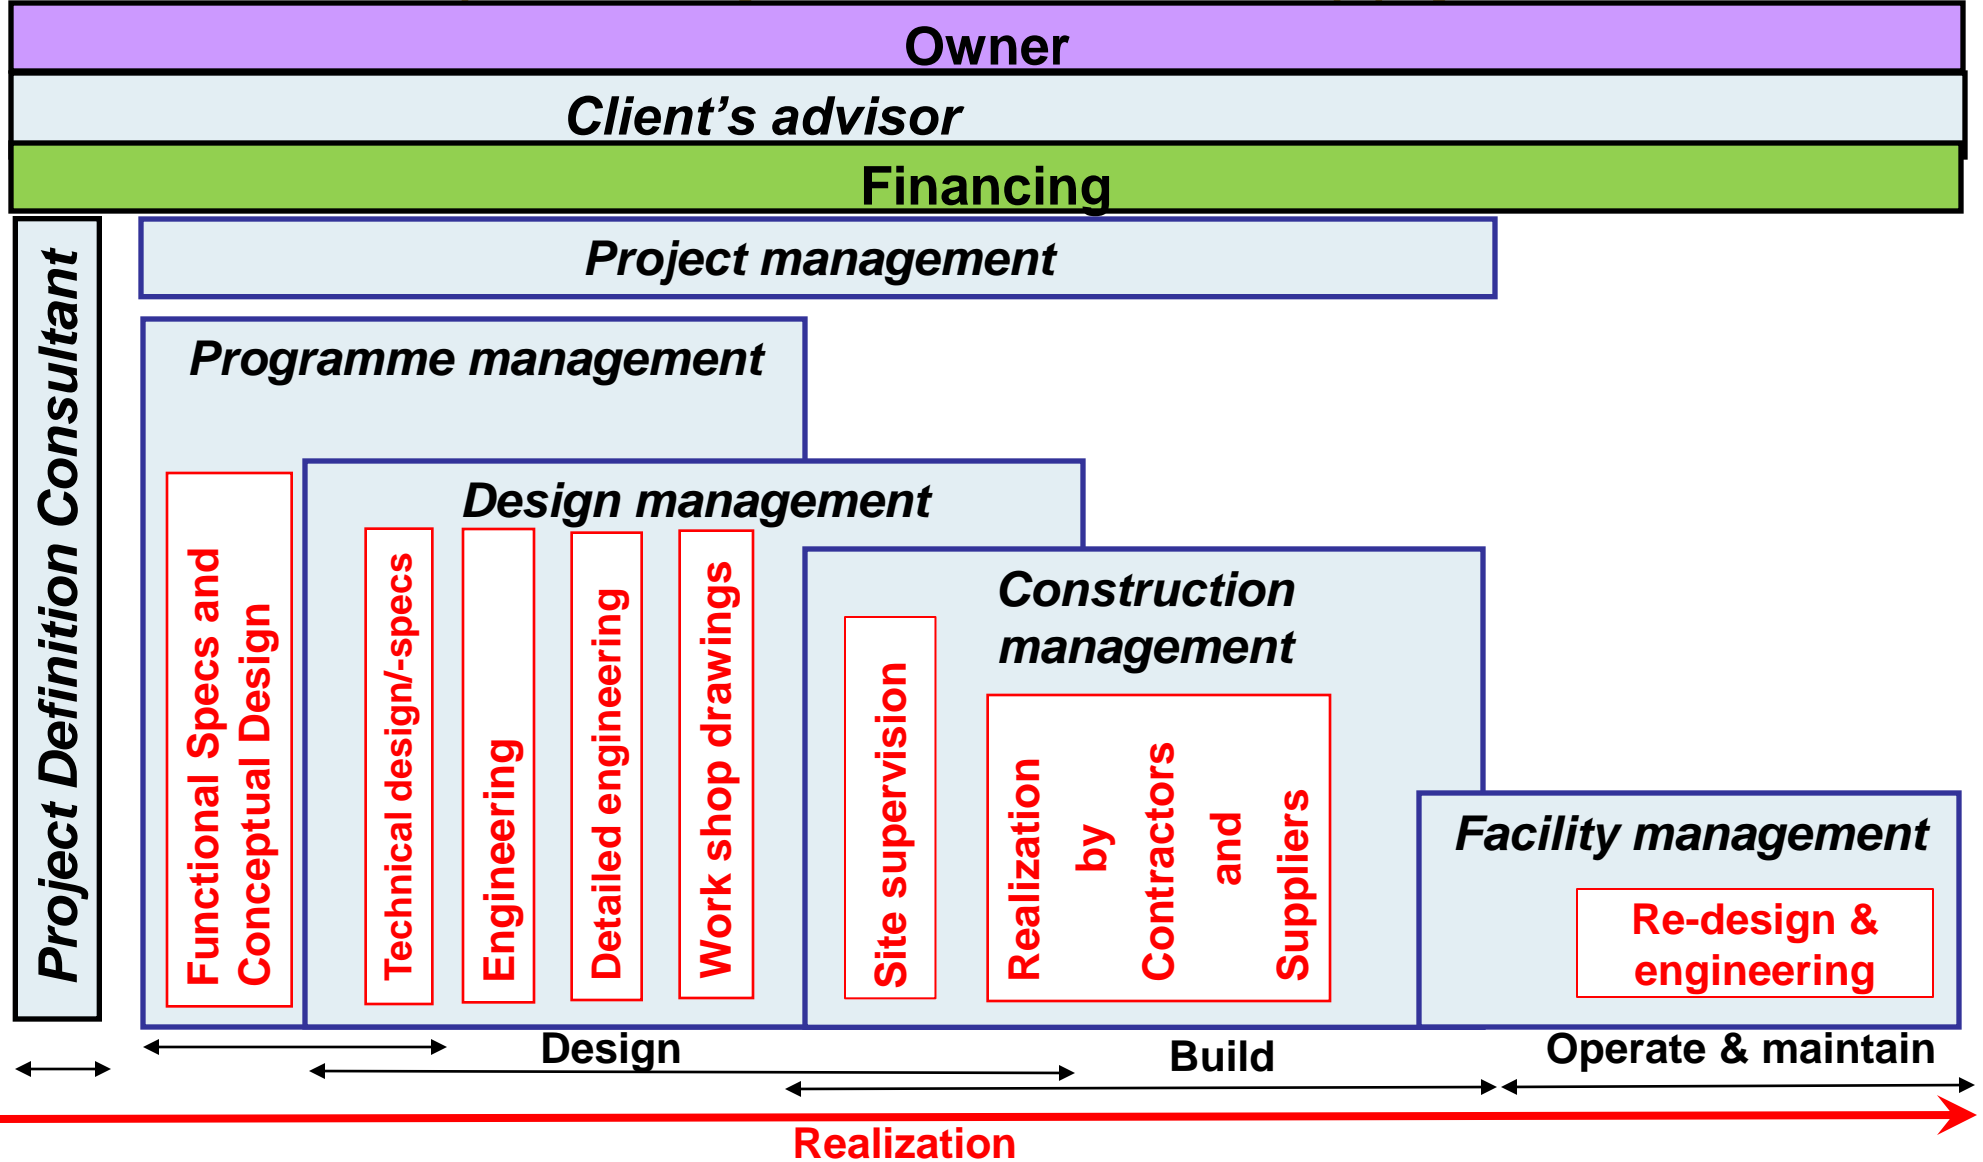 Owner
Client’s advisor
Financing
Project Definition Consultant
Project management
Programme management
Functional Specs and
Conceptual Design
Design management
Technical design/-specs
Engineering
Detailed engineering
Work shop drawings
Construction
management
Site supervision
Realization
by
Contractors
and
Suppliers
Facility management
Re-design &
engineering
Design
Build
Operate & maintain
Realization